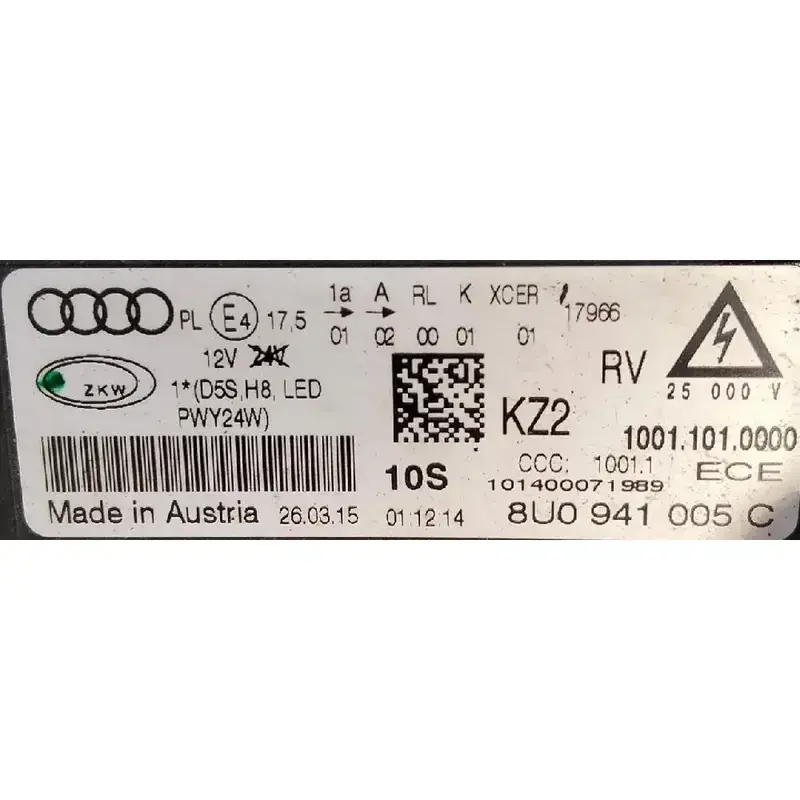 PL E4 17,5 1a A RL K XCER 17966
01 02 00 01 01
12V 24V
ZKW 1*(D5S,H8, LED
PWY24W)
RV
25 000 V
KZ2
1001.101.0000
10S
CCC: 1001.1 ECE
101400071989
Made in Austria 26.03.15 01.12.14 8U0 941 005 C